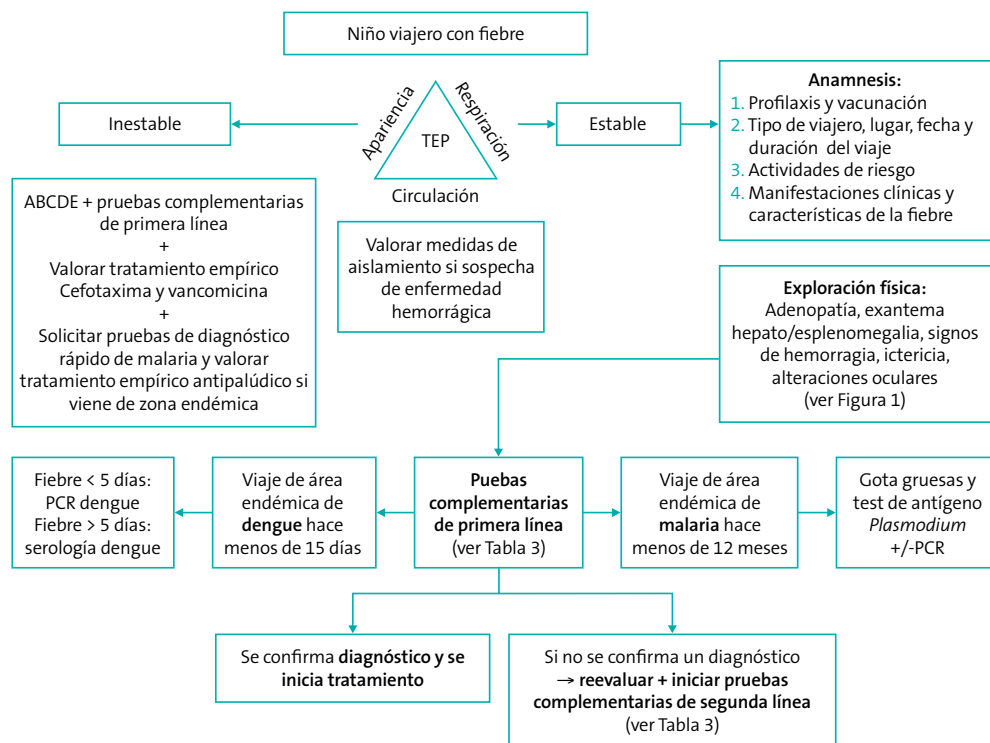 Niño viajero con fiebre
Inestable
Apariencia
TEP
Respiración
Circulación
Estable
Anamnesis:
1. Profilaxis y vacunación
2. Tipo de viajero, lugar, fecha y
duración del viaje
3. Actividades de riesgo
4. Manifestaciones clínicas y
características de la fiebre
ABCDE + pruebas complementarias
de primera línea
+
Valorar tratamiento empírico
Cefotaxima y vancomicina
+
Solicitar pruebas de diagnóstico
rápido de malaria y valorar
tratamiento empírico antipalúdico si
viene de zona endémica
Valorar medidas de
aislamiento si sospecha
de enfermedad
hemorrágica
Exploración física:
Adenopatía, exantema
hepato/esplenomegalia, signos
de hemorragia, ictericia,
alteraciones oculares
(ver Figura 1)
Fiebre < 5 días:
PCR dengue
Fiebre > 5 días:
serología dengue
Viaje de área
endémica de
dengue hace
menos de 15 días
Puebas
complementarias
de primera línea
(ver Tabla 3)
Viaje de área
endémica de
malaria hace
menos de 12 meses
Gota gruesas y
test de antígeno
Plasmodium
+/-PCR
Se confirma diagnóstico y se
inicia tratamiento
Si no se confirma un diagnóstico
→ reevaluar + iniciar pruebas
complementarias de segunda línea
(ver Tabla 3)